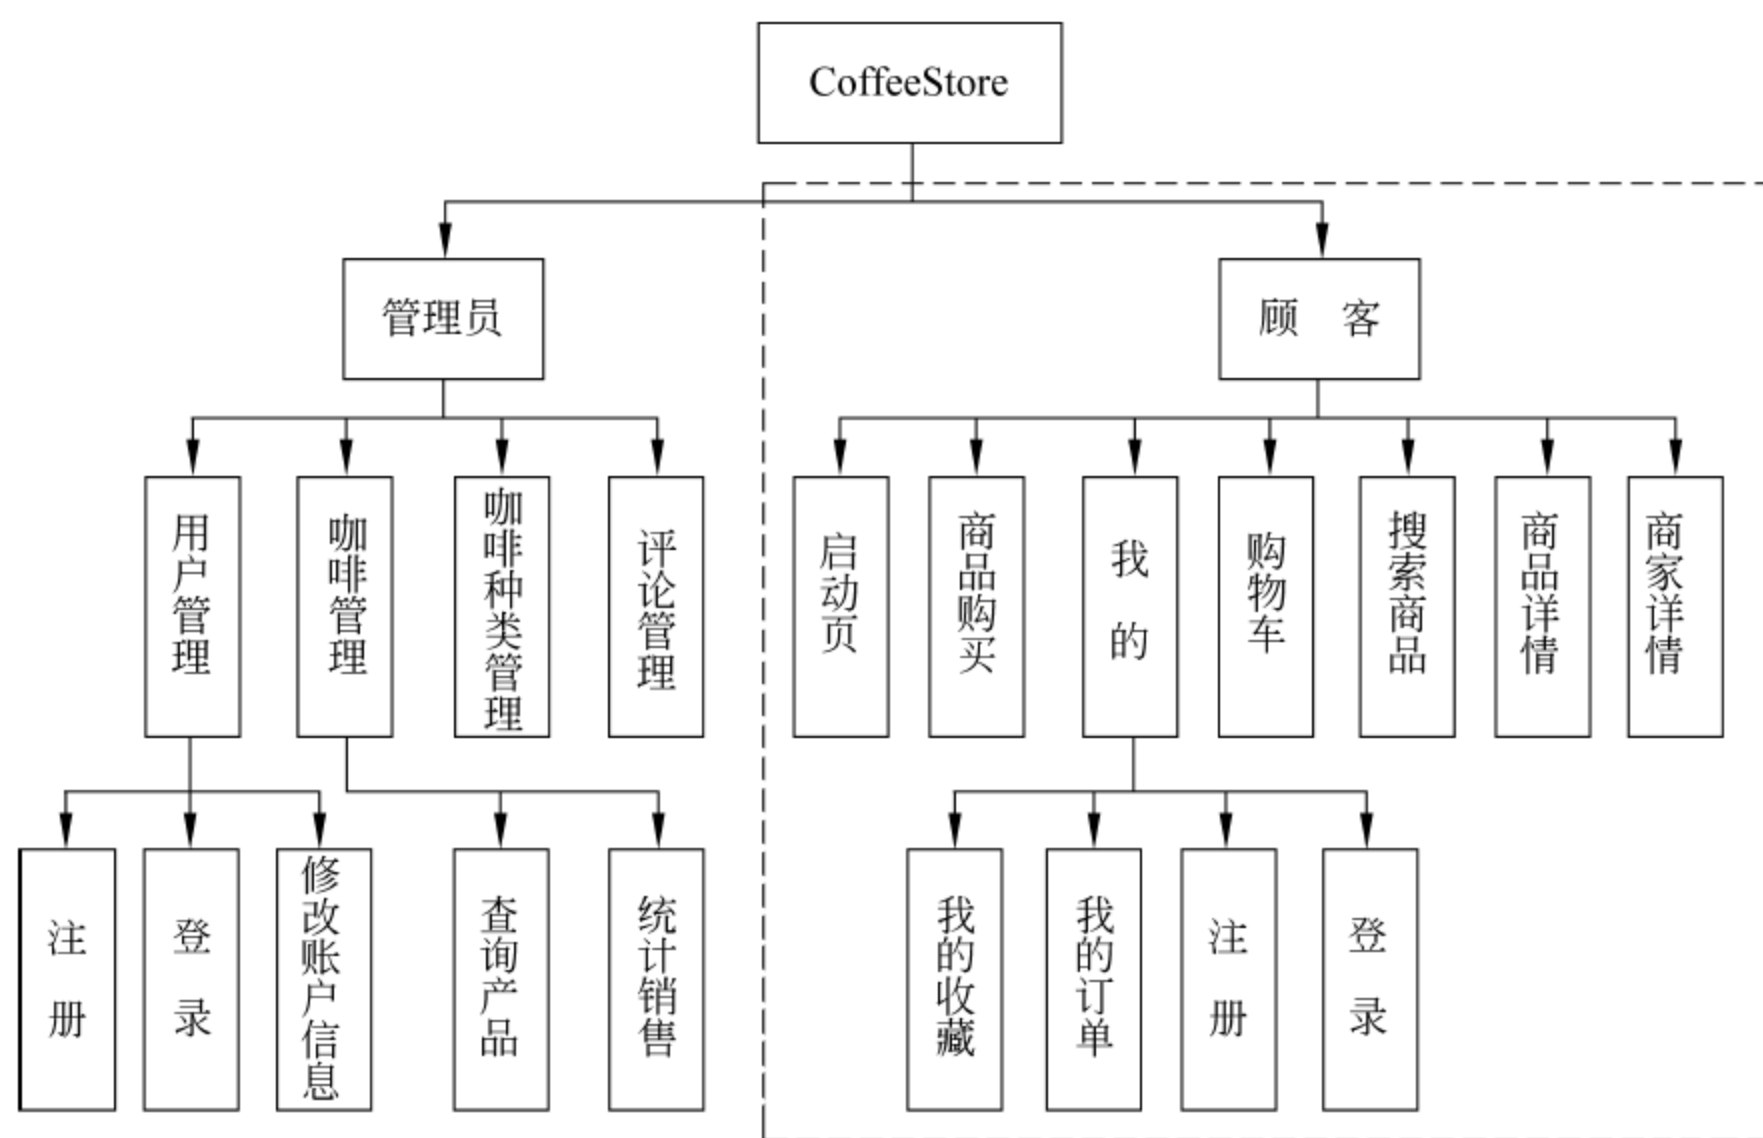 CoffeeStore
管理员
顾 客
用户管理
咖啡管理
咖啡种类管理
评论管理
启动页
商品购买
我的
购物车
搜索商品
商品详情
商家详情
注册
登录
修改账户信息
查询产品
统计销售
我的收藏
我的订单
注册
登录